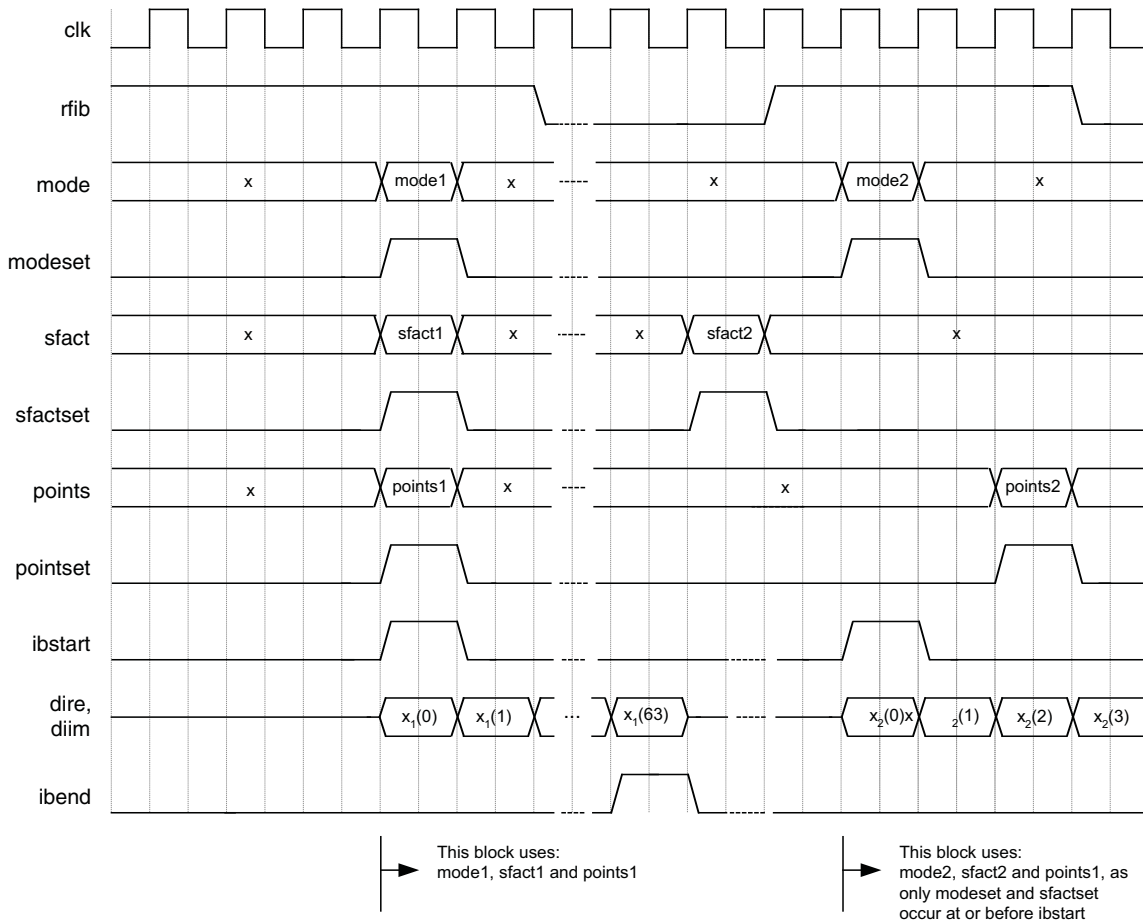 clk
rfib
mode
x
mode1
x
x
mode2
x
modeset
sfact
x
sfact1
x
x
sfact2
x
sfactset
points
x
points1
x
x
points2
pointset
ibstart
dire,
diim
x1(0)
x1(1)
...
x1(63)
x2(0)x
2(1)
x2(2)
x2(3)
ibend
This block uses:
mode1, sfact1 and points1
This block uses:
mode2, sfact2 and points1, as
only modeset and sfactset
occur at or before ibstart